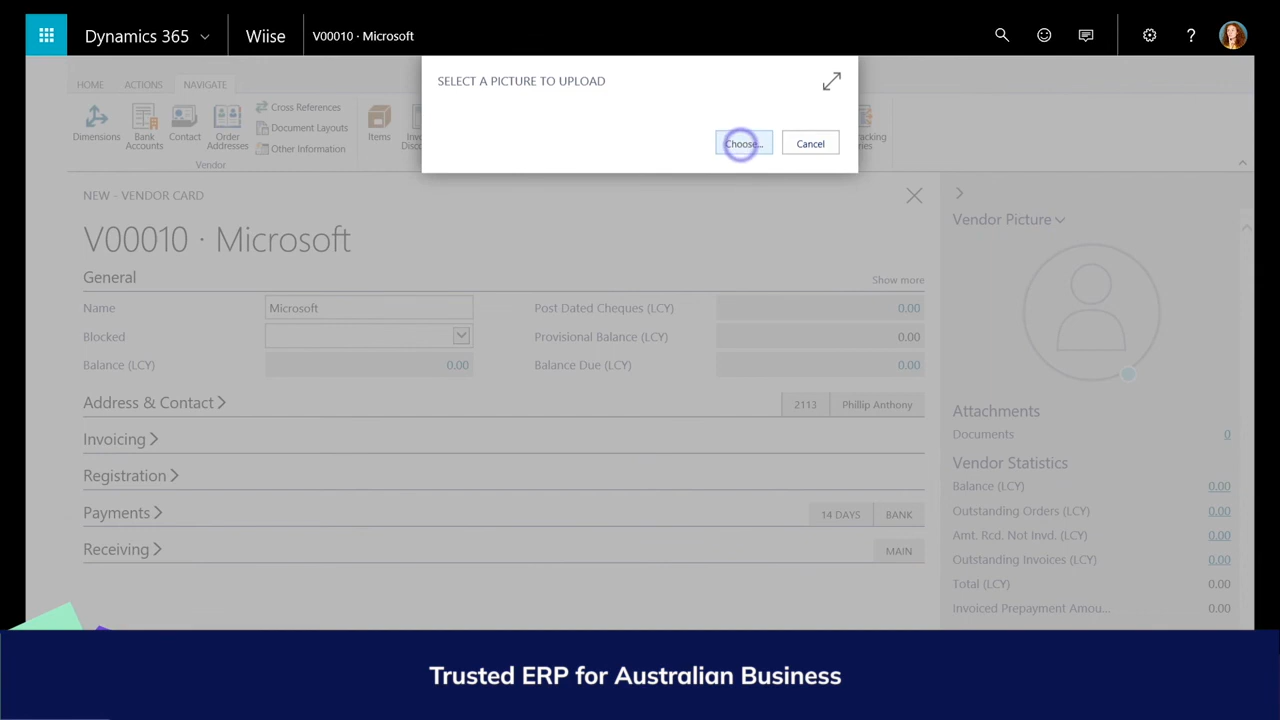 Dynamics 365
Wiise
V00010 · Microsoft
?
SELECT A PICTURE TO UPLOAD
Choose...
Cancel
HOME
ACTIONS
NAVIGATE
Dimensions
Bank
Accounts
Contact
Order
Addresses
Cross References
Document Layouts
Other Information
Vendor
Items
NEW - VENDOR CARD
V00010 · Microsoft
General
Show more
Name
Microsoft
Post Dated Cheques (LCY)
0.00
Blocked
Provisional Balance (LCY)
0.00
Balance (LCY)
0.00
Balance Due (LCY)
0.00
Address & Contact
2113
Phillip Anthony
Invoicing
Registration
Payments
14 DAYS
BANK
Receiving
MAIN
Vendor Picture
Attachments
Documents
0
Vendor Statistics
Balance (LCY)
0.00
Outstanding Orders (LCY)
0.00
Amt. Rcd. Not Invd. (LCY)
0.00
Outstanding Invoices (LCY)
0.00
Total (LCY)
0.00
Invoiced Prepayment Amou...
0.00
Trusted ERP for Australian Business